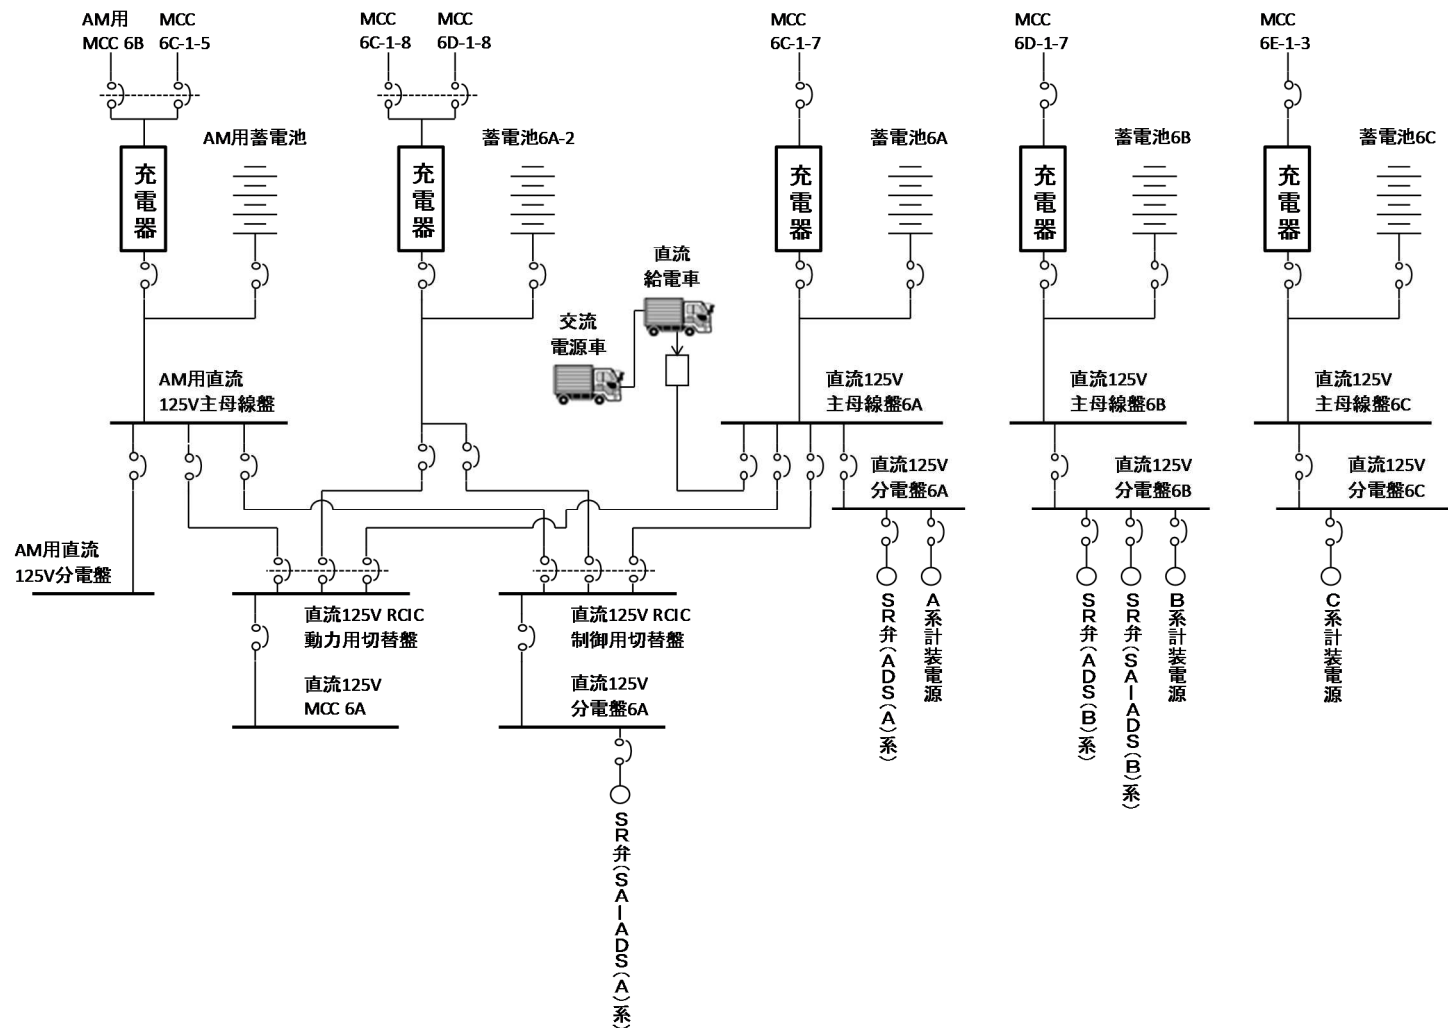 AM用
MCC 6B
MCC
6C-1-5
MCC
6C-1-8
MCC
6D-1-8
MCC
6C-1-7
MCC
6D-1-7
MCC
6E-1-3
AM用蓄電池
蓄電池6A-2
蓄電池6A
蓄電池6B
蓄電池6C
充電器
充電器
充電器
充電器
充電器
直流
給電車
交流
電源車
AM用直流
125V主母線盤
直流125V
主母線盤6A
直流125V
主母線盤6B
直流125V
主母線盤6C
直流125V
分電盤6A
直流125V
分電盤6B
直流125V
分電盤6C
AM用直流
125V分電盤
直流125V RCIC
動力用切替盤
直流125V RCIC
制御用切替盤
直流125V
MCC 6A
直流125V
分電盤6A
SR弁(ADS(A)系)
A系計装電源
SR弁(ADS(B)系)
SR弁(SAIADS(B)系)
B系計装電源
C系計装電源
SR弁(SAIADS(A)系)